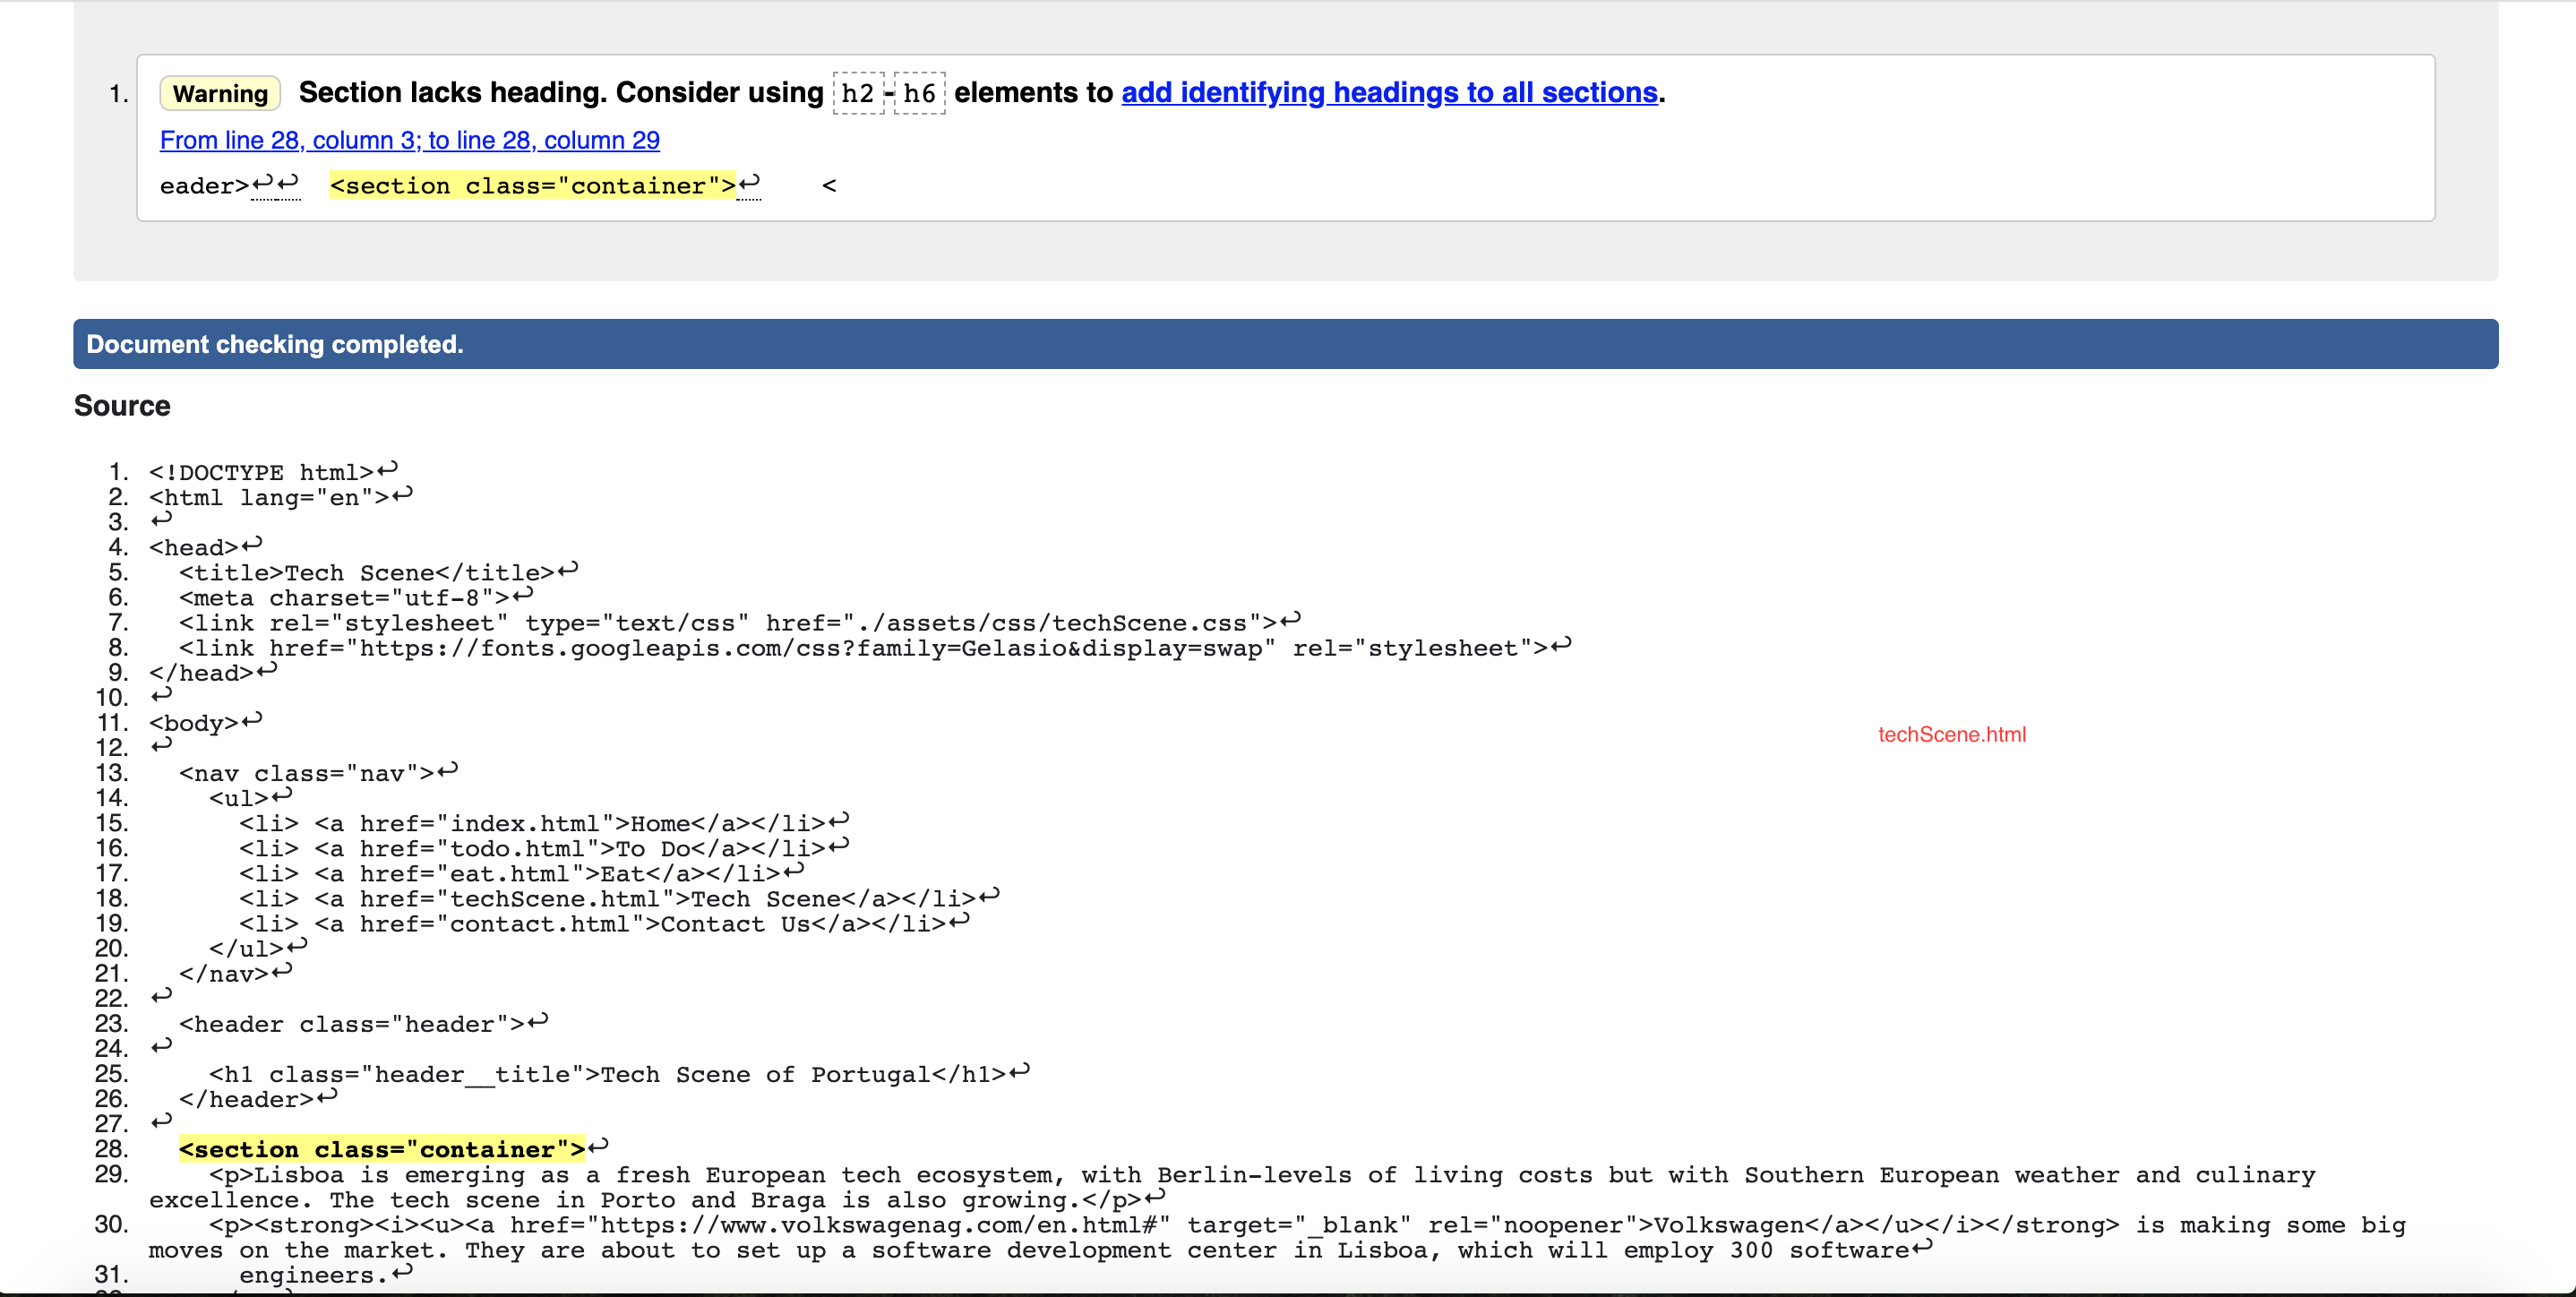 1. Warning Section lacks heading. Consider using h2-h6 elements to add identifying headings to all sections.
From line 28, column 3; to line 28, column 29
eader>↩↩  <section class="container">↩    <
Document checking completed.
Source
1. <!DOCTYPE html>↩
2. <html lang="en">↩
3. ↩
4. <head>↩
5.   <title>Tech Scene</title>↩
6.   <meta charset="utf-8">↩
7.   <link rel="stylesheet" type="text/css" href="./assets/css/techScene.css">↩
8.   <link href="https://fonts.googleapis.com/css?family=Gelasio&display=swap" rel="stylesheet">↩
9. </head>↩
10. ↩
11. <body>↩
techScene.html
12. ↩
13.   <nav class="nav">↩
14.     <ul>↩
15.       <li> <a href="index.html">Home</a></li>↩
16.       <li> <a href="todo.html">To Do</a></li>↩
17.       <li> <a href="eat.html">Eat</a></li>↩
18.       <li> <a href="techScene.html">Tech Scene</a></li>↩
19.       <li> <a href="contact.html">Contact Us</a></li>↩
20.     </ul>↩
21.   </nav>↩
22. ↩
23.   <header class="header">↩
24. ↩
25.     <h1 class="header__title">Tech Scene of Portugal</h1>↩
26.   </header>↩
27. ↩
28.   <section class="container">↩
29.     <p>Lisboa is emerging as a fresh European tech ecosystem, with Berlin-levels of living costs but with Southern European weather and culinary
excellence. The tech scene in Porto and Braga is also growing.</p>↩
30.     <p><strong><i><u><a href="https://www.volkswagenag.com/en.html#" target="_blank" rel="noopener">Volkswagen</a></u></i></strong> is making some big
moves on the market. They are about to set up a software development center in Lisboa, which will employ 300 software↩
31.       engineers.↩